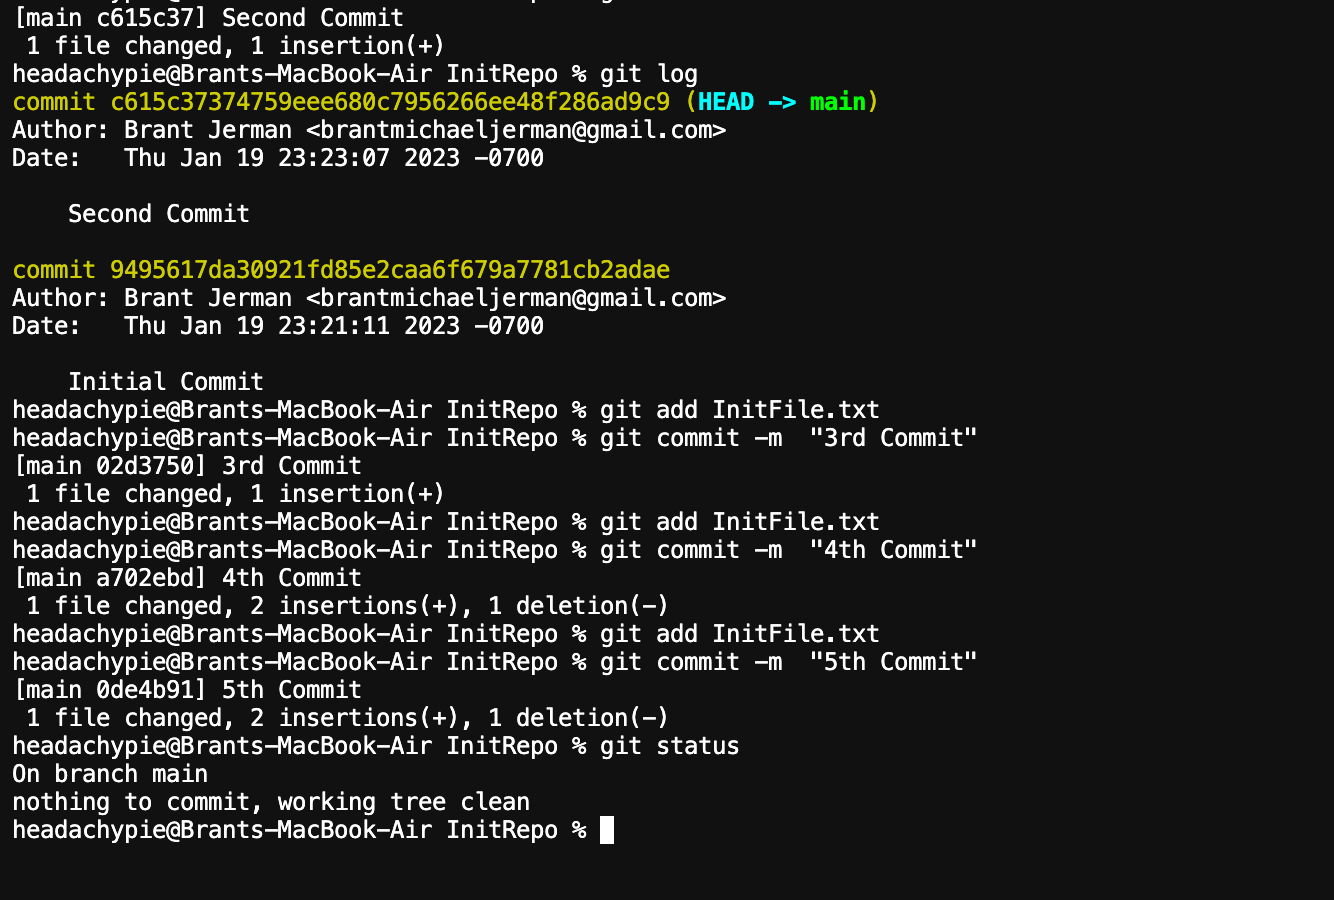 [main c615c37] Second Commit
 1 file changed, 1 insertion(+)
headachypie@Brants-MacBook-Air InitRepo % git log
commit c615c37374759eee680c7956266ee48f286ad9c9 (HEAD -> main)
Author: Brant Jerman <brantmichaeljerman@gmail.com>
Date:   Thu Jan 19 23:23:07 2023 -0700

    Second Commit

commit 9495617da30921fd85e2caa6f679a7781cb2adae
Author: Brant Jerman <brantmichaeljerman@gmail.com>
Date:   Thu Jan 19 23:21:11 2023 -0700

    Initial Commit
headachypie@Brants-MacBook-Air InitRepo % git add InitFile.txt
headachypie@Brants-MacBook-Air InitRepo % git commit -m  "3rd Commit"
[main 02d3750] 3rd Commit
 1 file changed, 1 insertion(+)
headachypie@Brants-MacBook-Air InitRepo % git add InitFile.txt
headachypie@Brants-MacBook-Air InitRepo % git commit -m  "4th Commit"
[main a702ebd] 4th Commit
 1 file changed, 2 insertions(+), 1 deletion(-)
headachypie@Brants-MacBook-Air InitRepo % git add InitFile.txt
headachypie@Brants-MacBook-Air InitRepo % git commit -m  "5th Commit"
[main 0de4b91] 5th Commit
 1 file changed, 2 insertions(+), 1 deletion(-)
headachypie@Brants-MacBook-Air InitRepo % git status
On branch main
nothing to commit, working tree clean
headachypie@Brants-MacBook-Air InitRepo %